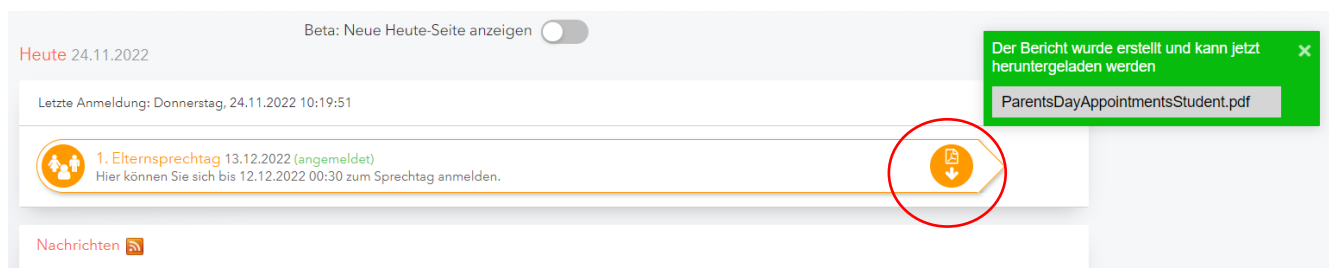 Beta: Neue Heute-Seite anzeigen
Heute 24.11.2022
Der Bericht wurde erstellt und kann jetzt
heruntergeladen werden
ParentsDayAppointmentsStudent.pdf
Letzte Anmeldung: Donnerstag, 24.11.2022 10:19:51
1. Elternsprechtag 13.12.2022 (angemeldet)
Hier können Sie sich bis 12.12.2022 00:30 zum Sprechtag anmelden.
Nachrichten